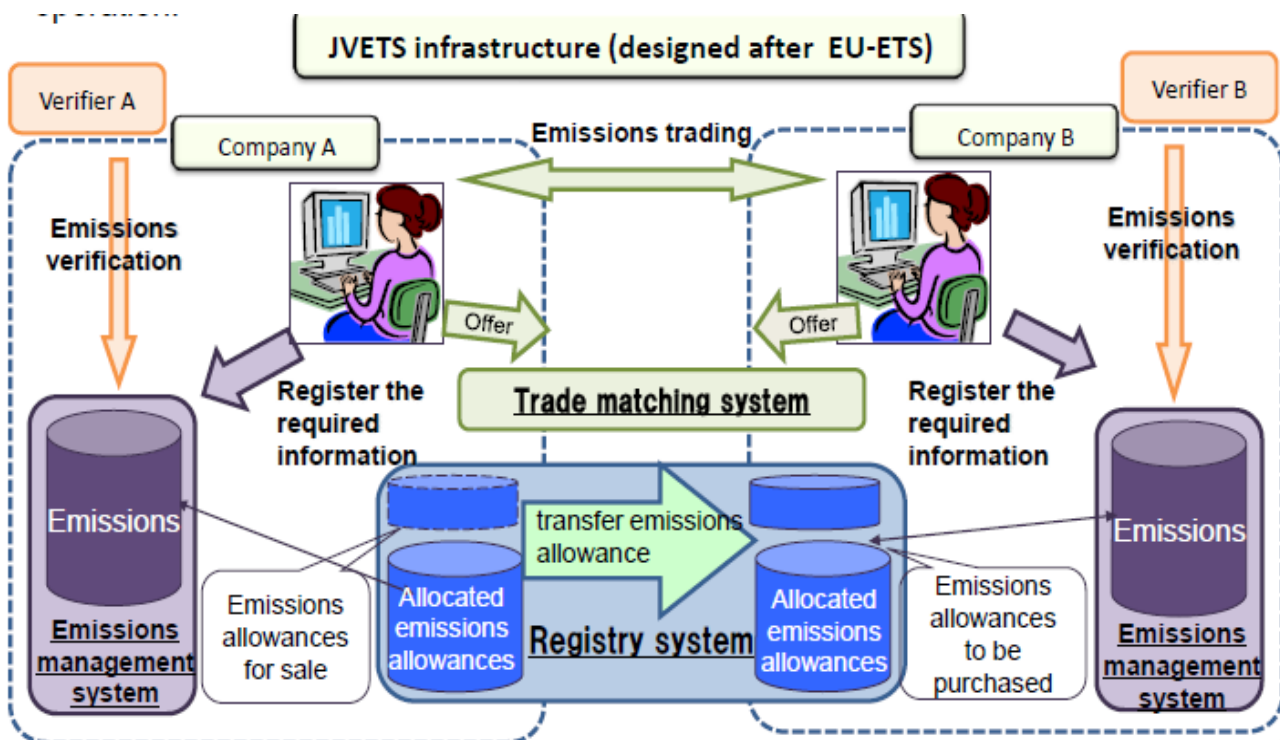 operation.
JVETS infrastructure (designed after EU-ETS)
Verifier A
Verifier B
Company A
Company B
Emissions trading
Emissions
verification
Emissions
verification
Offer
Offer
Register the
required
information
Register the
required
information
Trade matching system
Emissions
Emissions
management
system
transfer emissions
allowance
Allocated
emissions
allowances
Allocated
emissions
allowances
Registry system
Emissions
allowances
for sale
Emissions
allowances
to be
purchased
Emissions
Emissions
management
system